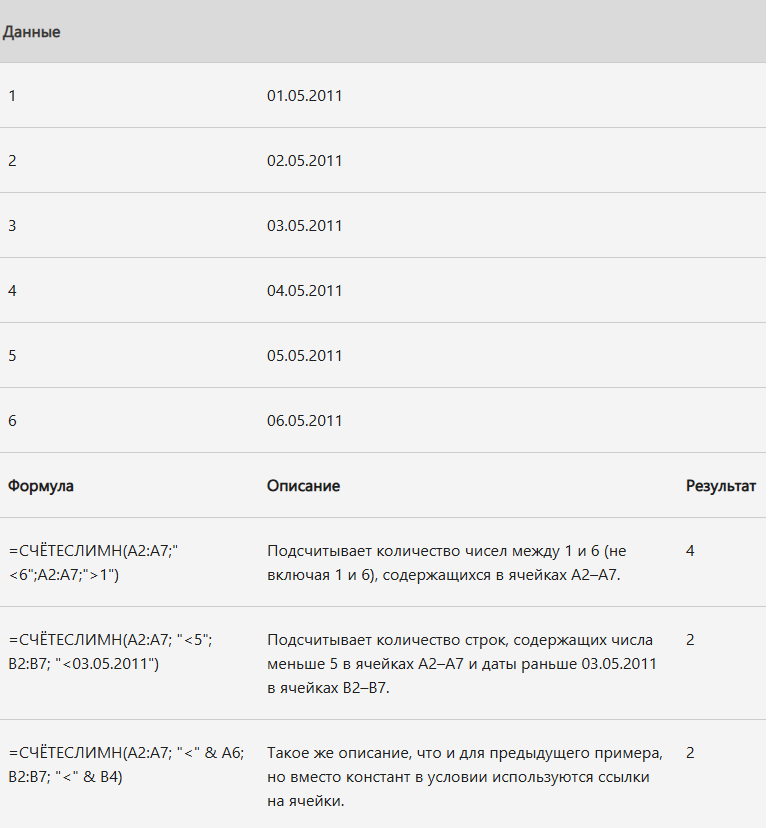 Данные
1 01.05.2011
2 02.05.2011
3 03.05.2011
4 04.05.2011
5 05.05.2011
6 06.05.2011
Формула Описание Результат
=СЧЁТЕСЛИМН(A2:A7;" Подсчитывает количество чисел между 1 и 6 (не 4
<6";A2:A7;">1") включая 1 и 6), содержащихся в ячейках A2–A7.
=СЧЁТЕСЛИМН(A2:A7; "<5"; Подсчитывает количество строк, содержащих числа 2
B2:B7; "<03.05.2011") меньше 5 в ячейках A2–A7 и даты раньше 03.05.2011
в ячейках B2–B7.
=СЧЁТЕСЛИМН(A2:A7; "<" & A6; Такое же описание, что и для предыдущего примера, 2
B2:B7; "<" & B4) но вместо констант в условии используются ссылки
на ячейки.